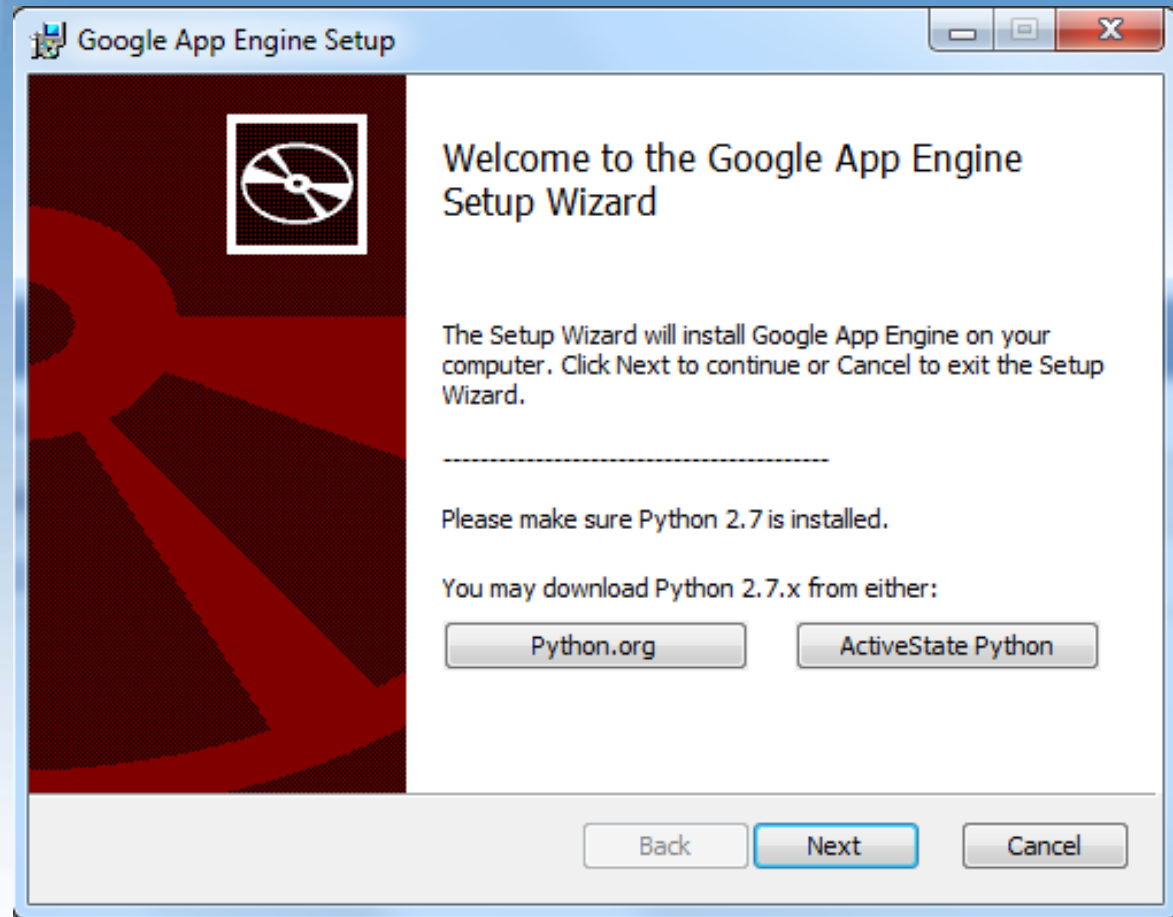 Google App Engine Setup
Welcome to the Google App Engine
Setup Wizard
The Setup Wizard will install Google App Engine on your
computer. Click Next to continue or Cancel to exit the Setup
Wizard.
------------------------------------------
Please make sure Python 2.7 is installed.
You may download Python 2.7.x from either:
Python.org ActiveState Python
Back Next Cancel